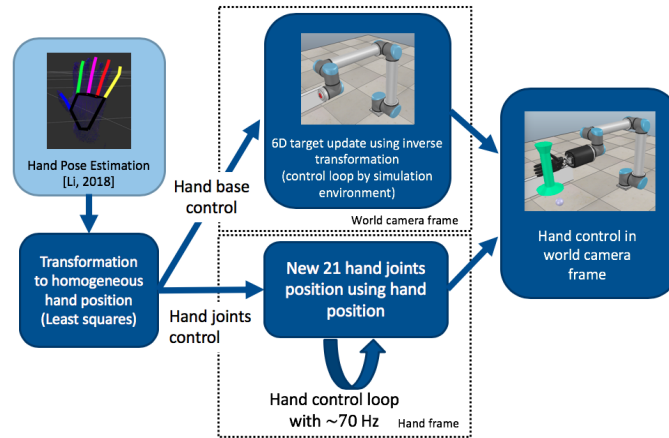 Hand Pose Estimation
[Li, 2018]
Transformation
to homogeneous
hand position
(Least squares)
Hand base
control
Hand joints
control
6D target update using inverse
transformation
(control loop by simulation
environment)
World camera frame
New 21 hand joints
position using hand
position
Hand control loop
with ~70 Hz
Hand frame
Hand control in
world camera
frame